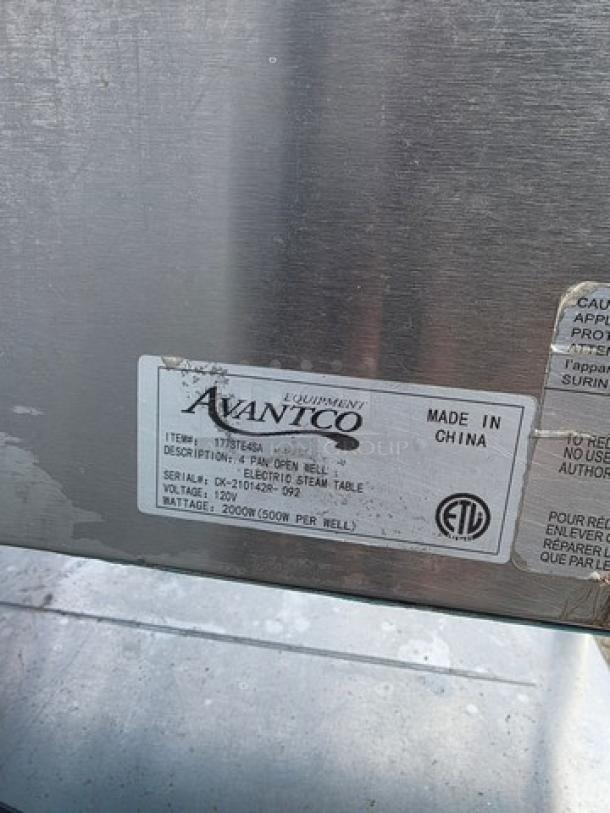 EQUIPMENT
AVANTCO
MADE IN
CHINA
ITEM#: 177STE4SA
DESCRIPTION: 4 PAN OPEN WELL
ELECTRIC STEAM TABLE
SERIAL#: CK-210142R-092
VOLTAGE: 120V
WATTAGE: 2000W(500W PER WELL)
ETL
GROUP
CAU
APPL
PROT
ATTEN
l'appar
SURIN
TO RED
NO USE
AUTHOR
POUR RÉD
ENLEVER C
RÉPARER L
QUE PAR LE